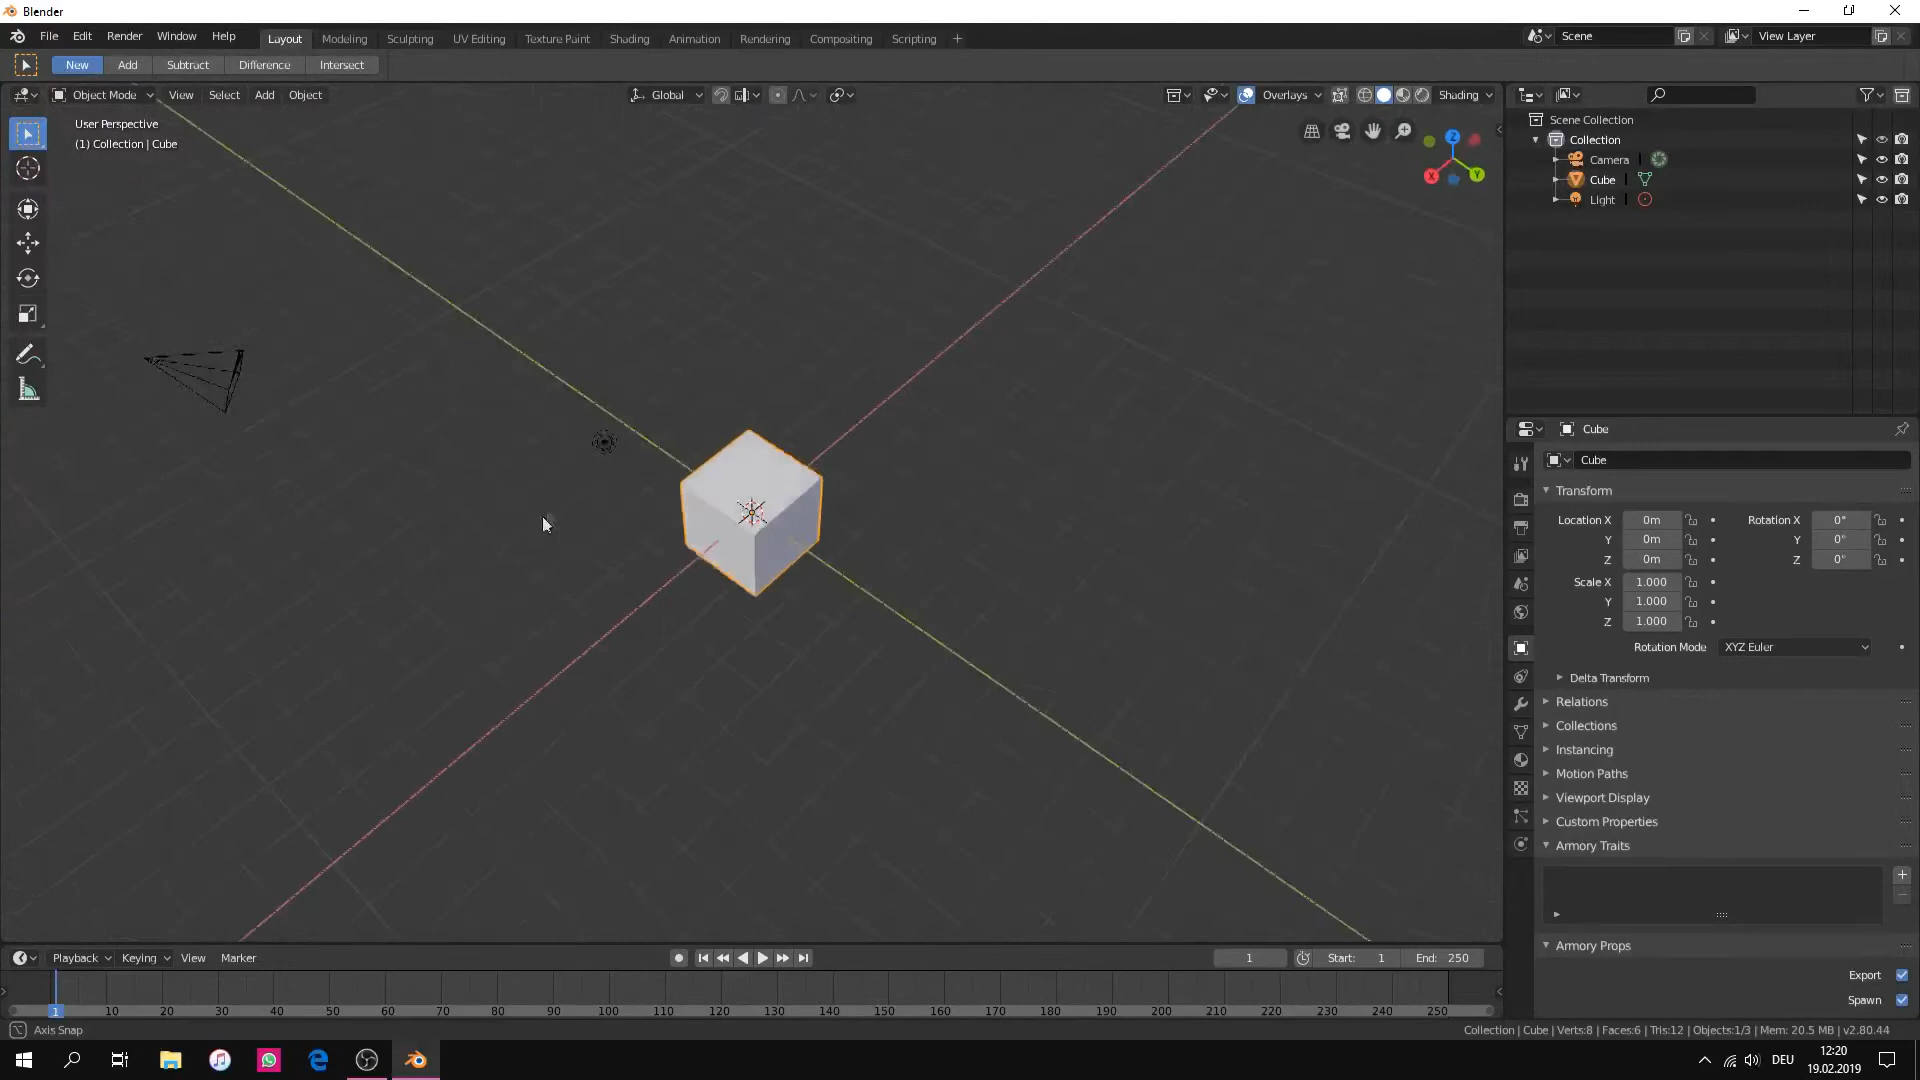 Blender
File Edit Render Window Help Layout Modeling Sculpting UV Editing Texture Paint Shading Animation Rendering Compositing Scripting + Scene View Layer
New Add Subtract Difference Intersect
Object Mode View Select Add Object Global Overlays Shading
User Perspective
(1) Collection | Cube
Z
X
Y
Scene Collection
Collection
Camera
Cube
Light
Cube
Cube
Transform
Location X 0m Rotation X 0°
Y 0m Y 0°
Z 0m Z 0°
Scale X 1.000
Y 1.000
Z 1.000
Rotation Mode XYZ Euler
Delta Transform
Relations
Collections
Instancing
Motion Paths
Viewport Display
Custom Properties
Armory Traits
Armory Props
Export
Spawn
Playback Keying View Marker 1 Start: 1 End: 250
1 10 20 30 40 50 60 70 80 90 100 110 120 130 140 150 160 170 180 190 200 210 220 230 240 250
Axis Snap
Collection | Cube | Verts:8 | Faces:6 | Tris:12 | Objects:1/3 | Mem: 20.5 MB | v2.80.44
DEU
12:20
19.02.2019